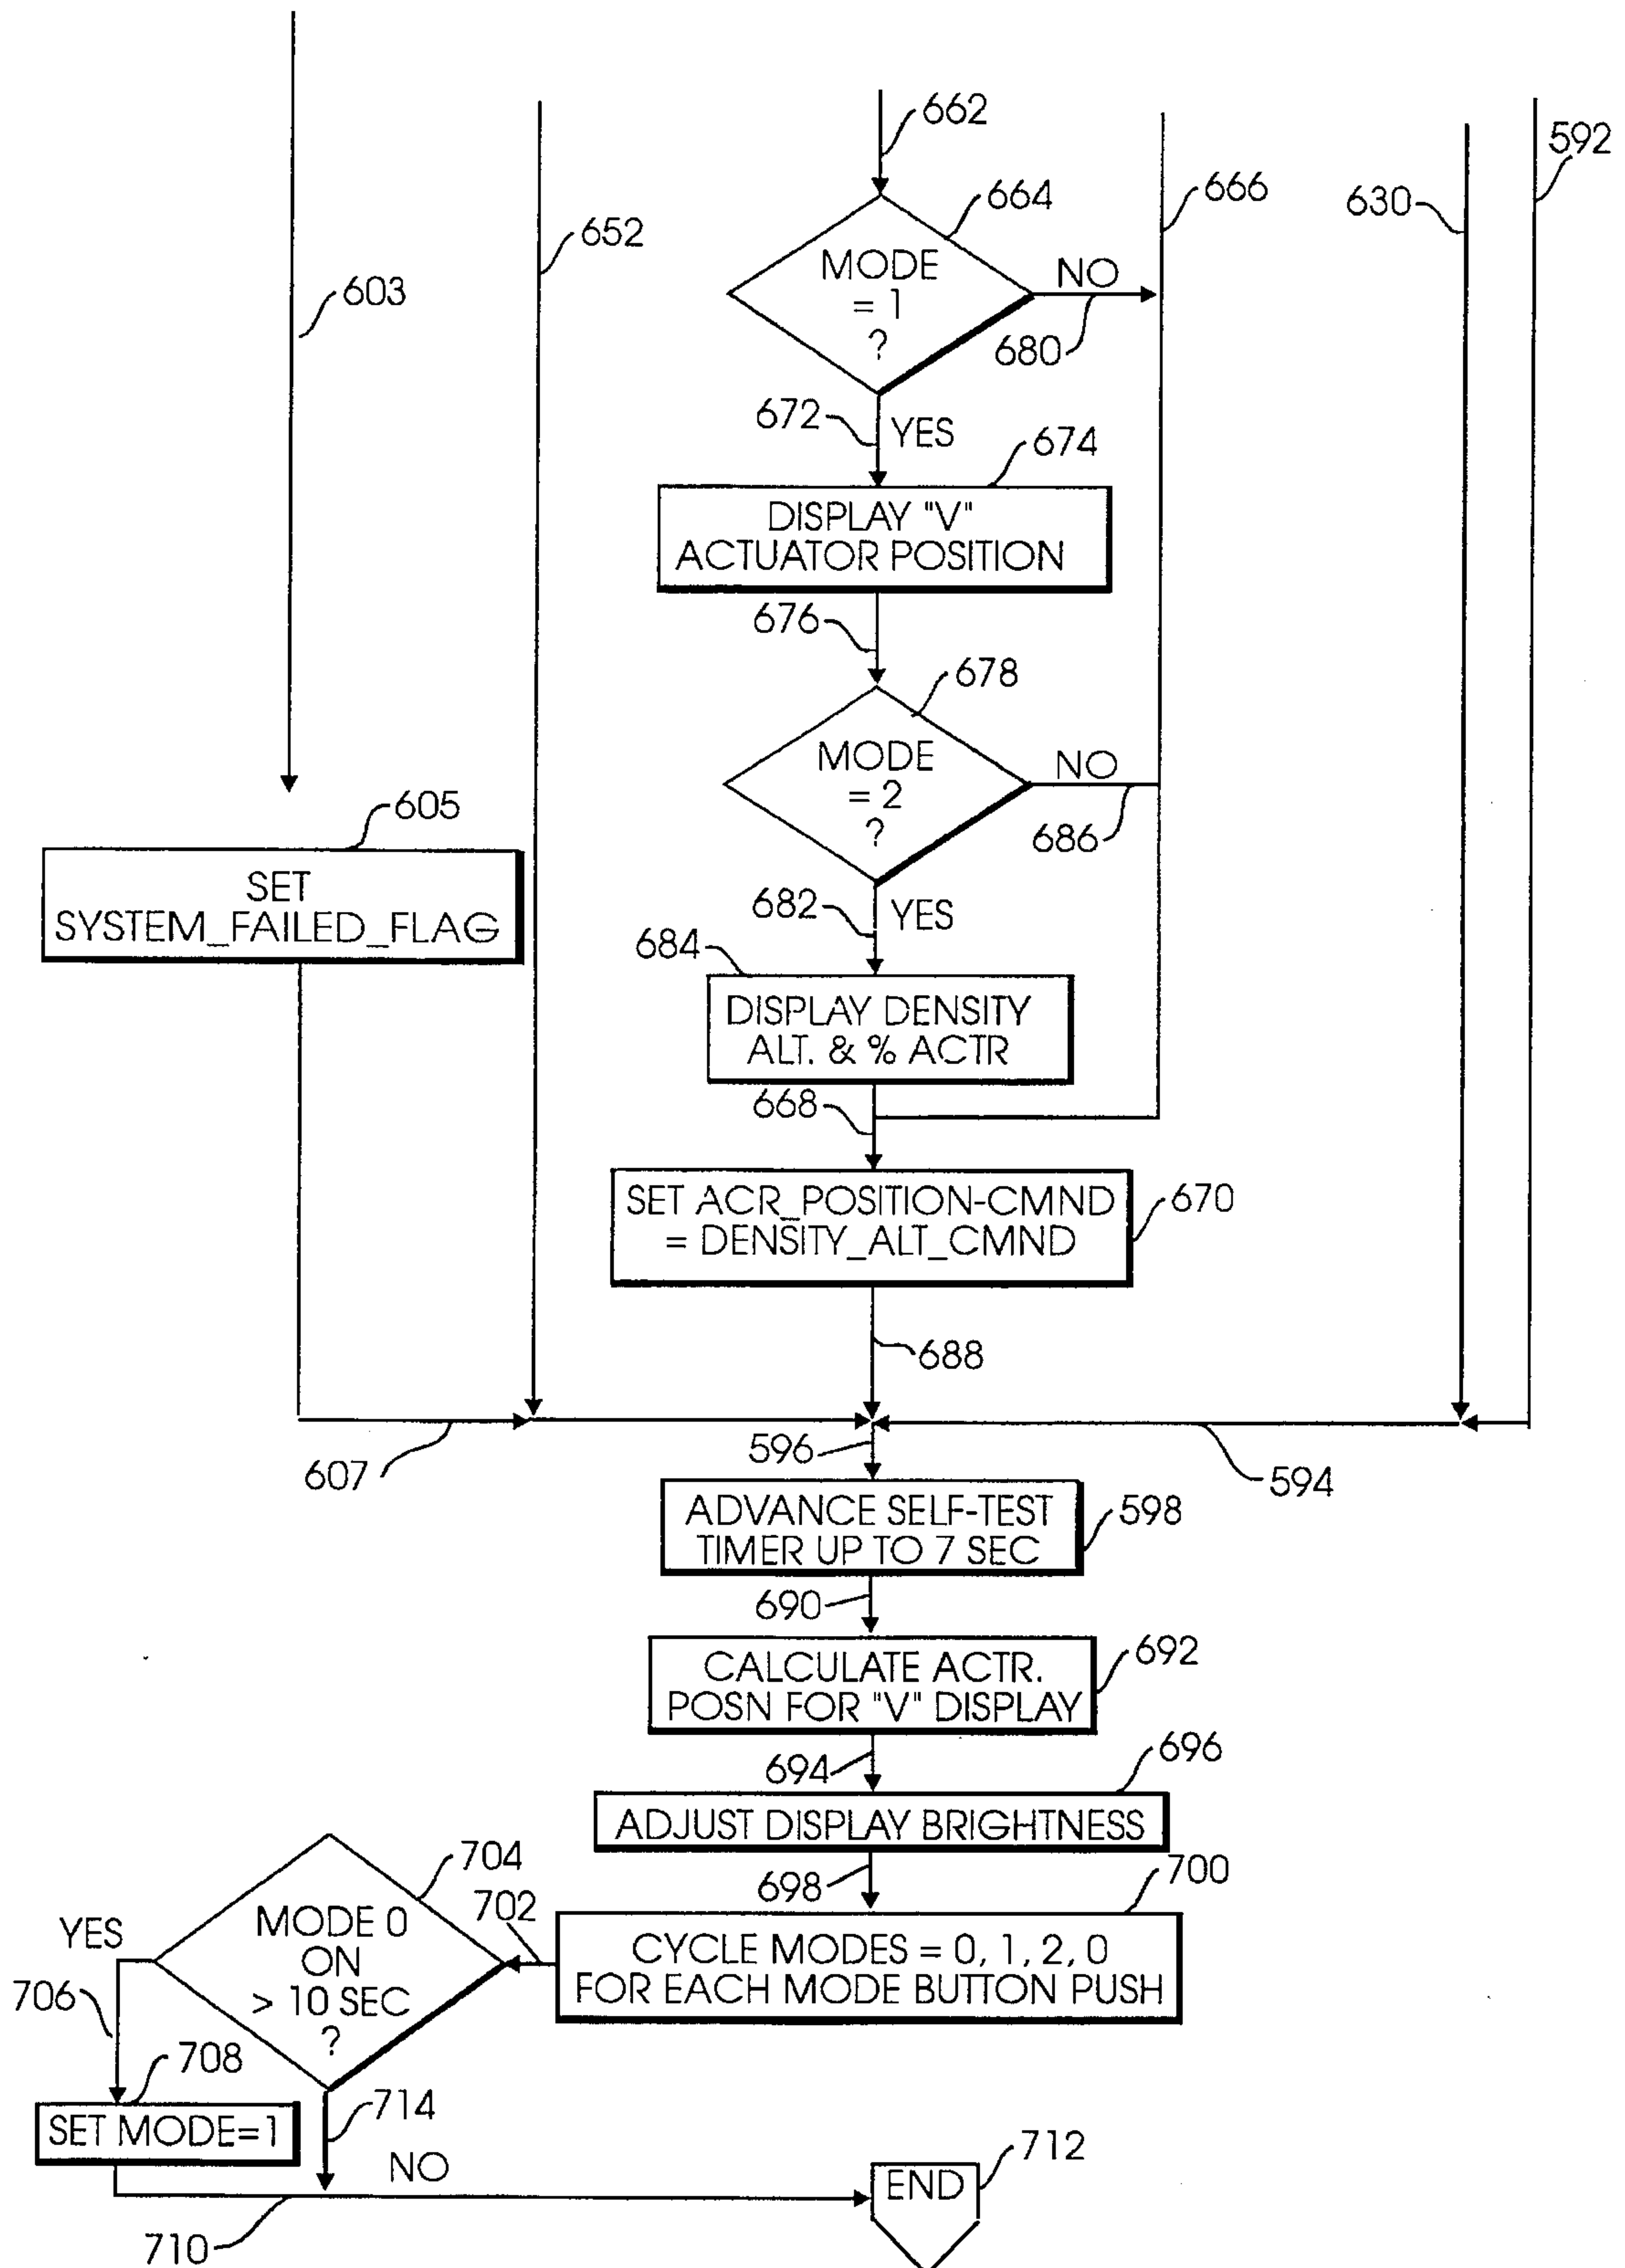 662
592
664
666
630
652
MODE
= 1
?
NO
603
680
672
YES
674
DISPLAY "V"
ACTUATOR POSITION
676
678
MODE
= 2
?
NO
605
686
SET
SYSTEM_FAILED_FLAG
682
YES
684
DISPLAY DENSITY
ALT. & % ACTR
668
SET ACR_POSITION-CMND
= DENSITY_ALT_CMND
670
688
596
607
594
ADVANCE SELF-TEST
TIMER UP TO 7 SEC
598
690
CALCULATE ACTR.
POSN FOR "V" DISPLAY
692
694
696
ADJUST DISPLAY BRIGHTNESS
704
698
700
702
YES
MODE 0
ON
> 10 SEC
?
CYCLE MODES = 0, 1, 2, 0
FOR EACH MODE BUTTON PUSH
706
708
714
SET MODE=1
NO
712
END
710